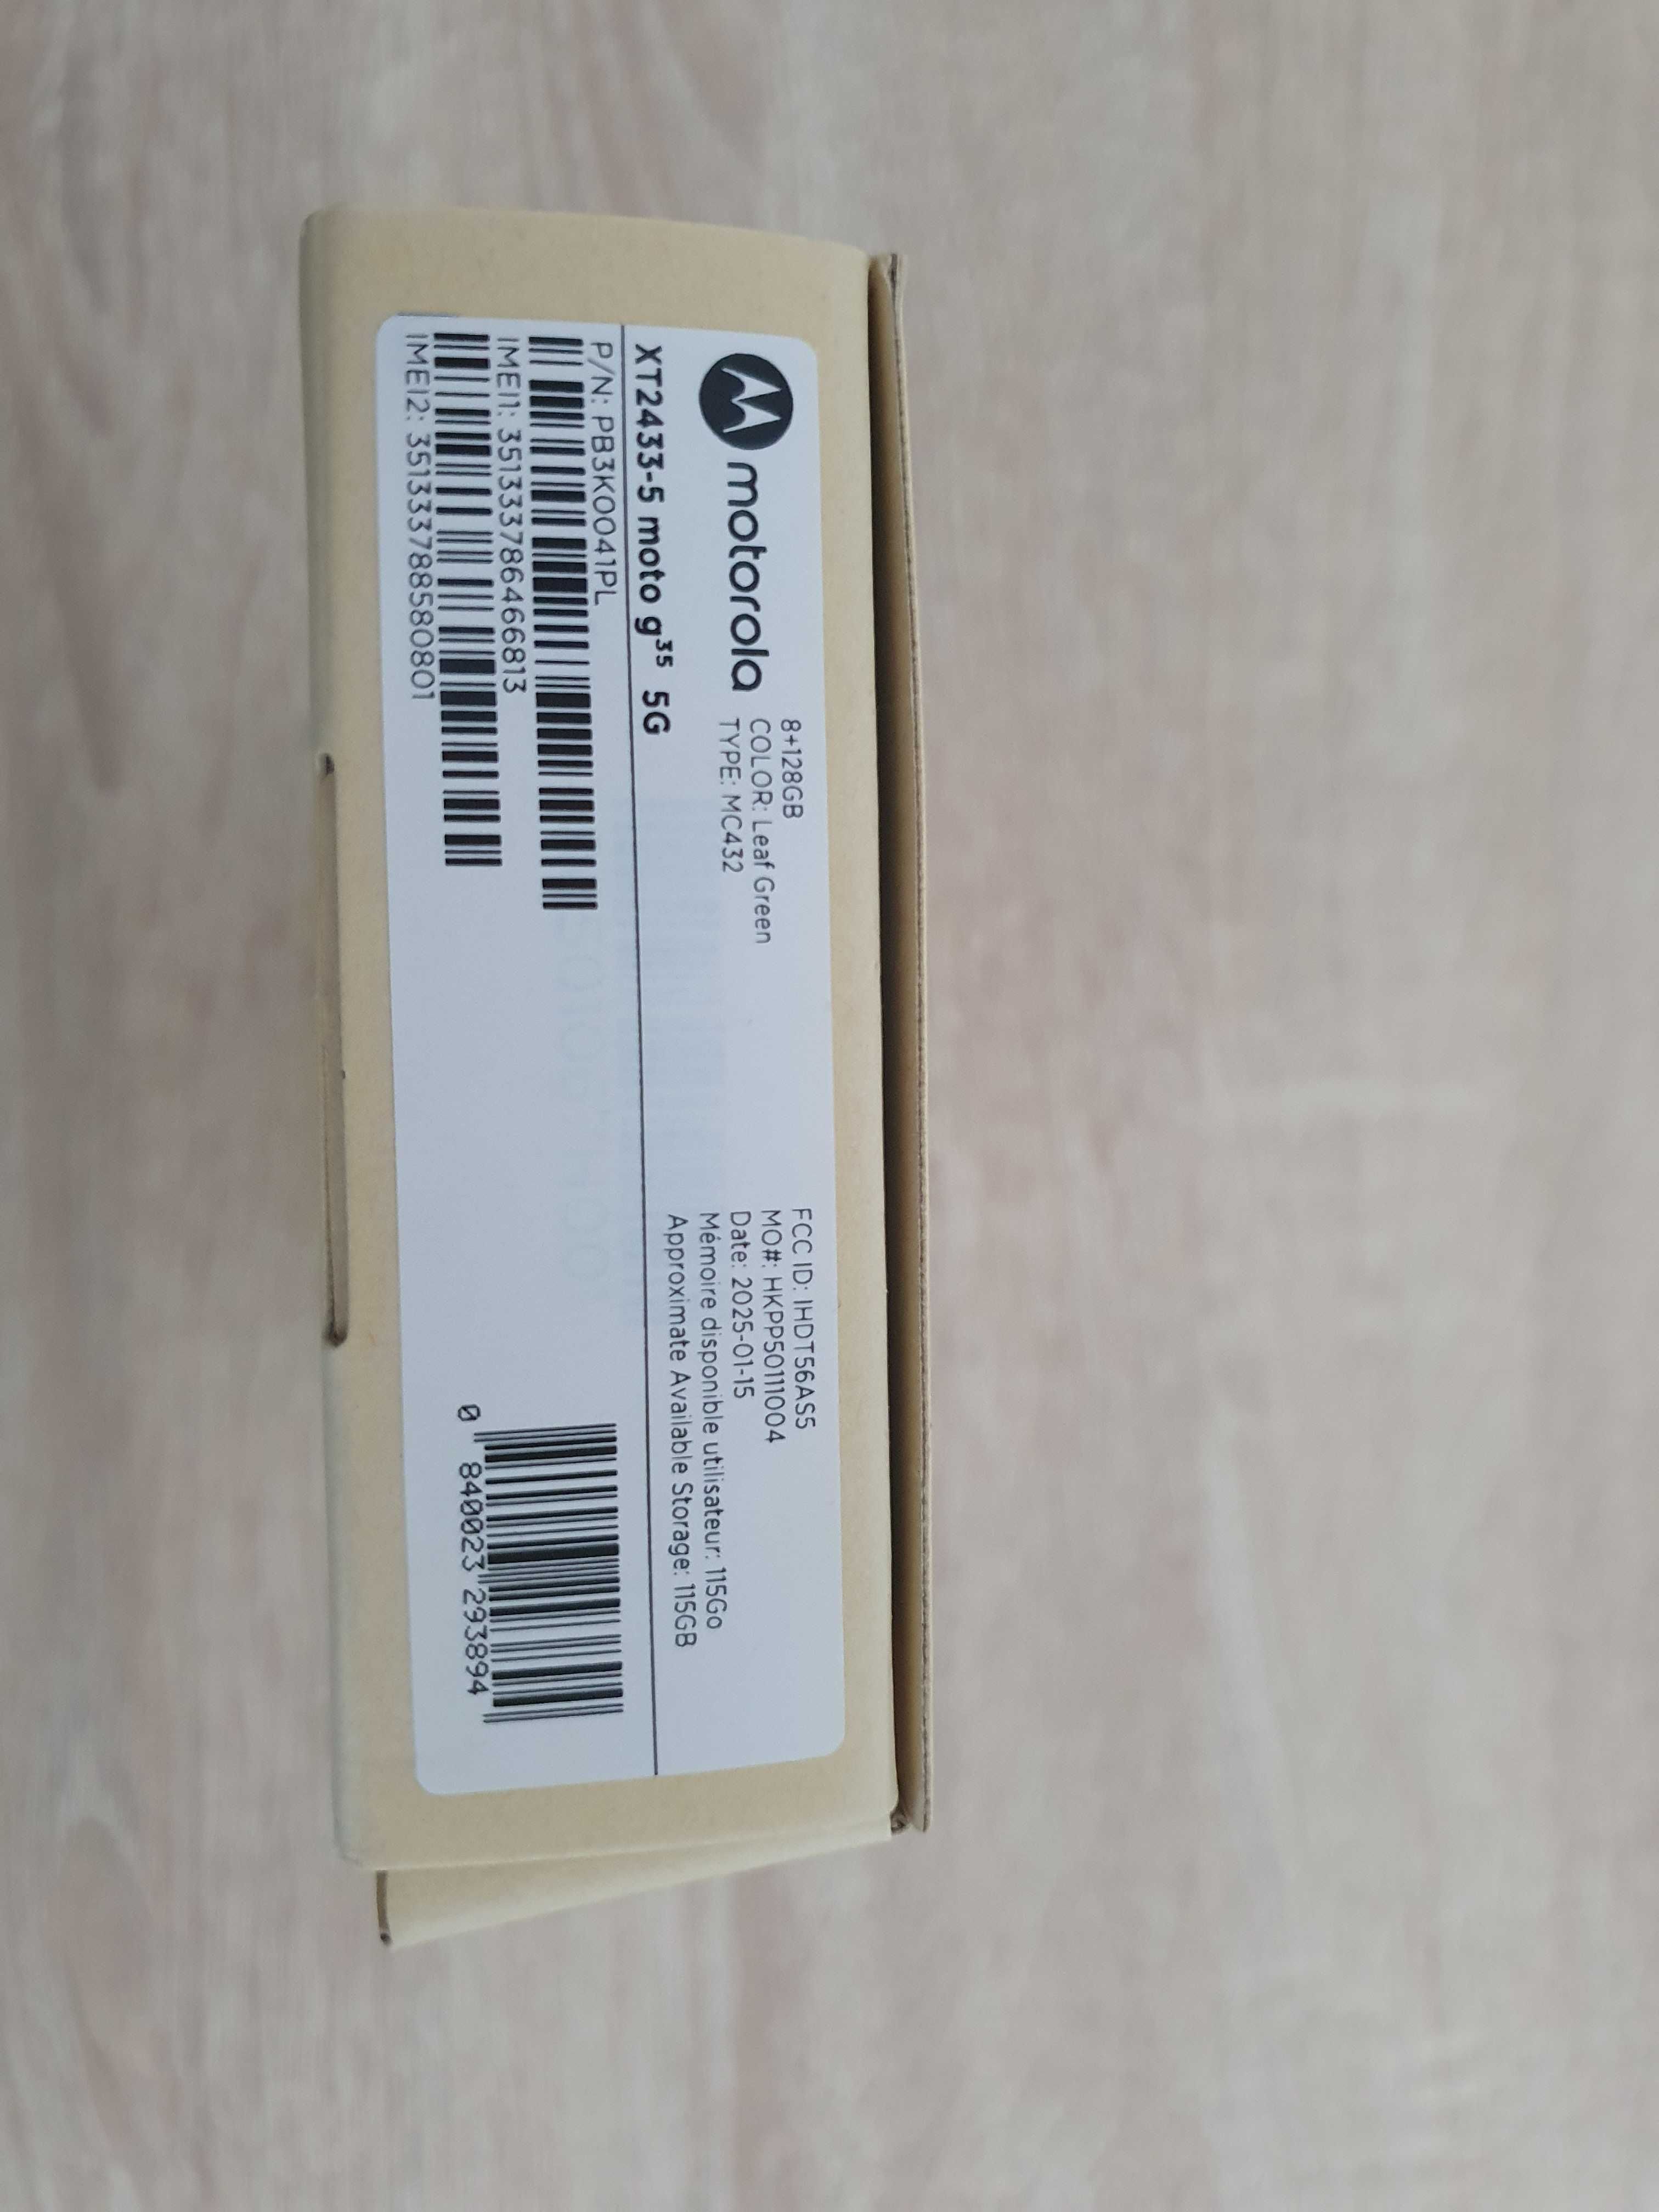 motorola
8+128GB
COLOR: Leaf Green
TYPE: MC432
FCC ID: IHDT56AS5
MO#: HKPP50111004
Date: 2025-01-15
Mémoire disponible utilisateur: 115Go
Approximate Available Storage: 115GB
XT2433-5 moto g35 5G
P/N: PB3K0041PL
IMEI1: 351333786466813
IMEI2: 351333788580801
0 840023 293894